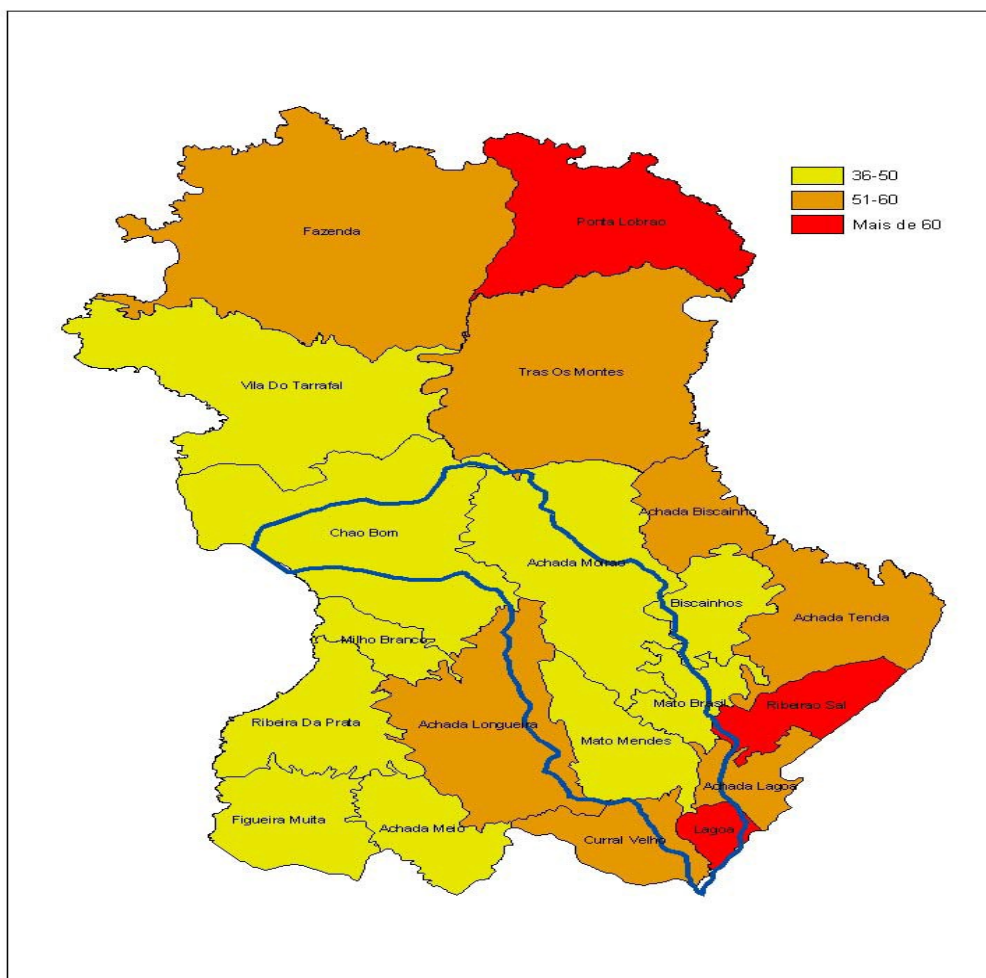 36-50
51-60
Mais de 60
Fazenda
Ponta Lobrao
Tras Os Montes
Vila Do Tarrafal
Achada Biscainho
Chao Bom
Achada Moirao
Biscainhos
Achada Tenda
Milho Branco
Mato Brasil
Ribeirao Sal
Ribeira Da Prata
Achada Longueira
Mato Mendes
Achada Lagoa
Figueira Muita
Achada Meio
Curral Velho
Lagoa